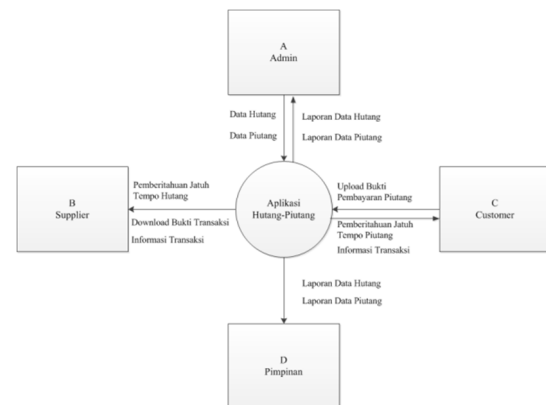 A
Admin
Data Hutang
Data Piutang
Laporan Data Hutang
Laporan Data Piutang
B
Supplier
Pemberitahuan Jatuh
Tempo Hutang
Download Bukti Transaksi
Informasi Transaksi
Aplikasi
Hutang-Piutang
Upload Bukti
Pembayaran Piutang
Pemberitahuan Jatuh
Tempo Piutang
Informasi Transaksi
C
Customer
Laporan Data Hutang
Laporan Data Piutang
D
Pimpinan